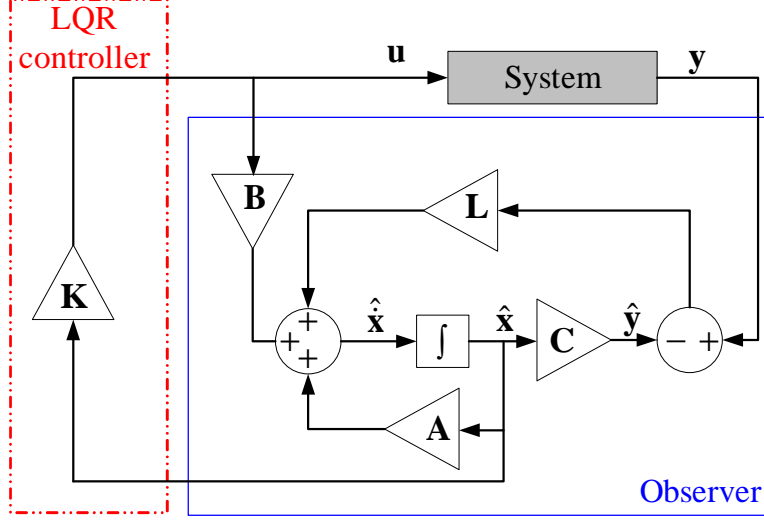 LQR
controller
u
System
y
B
L
K
+
+
+
x̂̇
∫
x̂
C
ŷ
− +
A
Observer